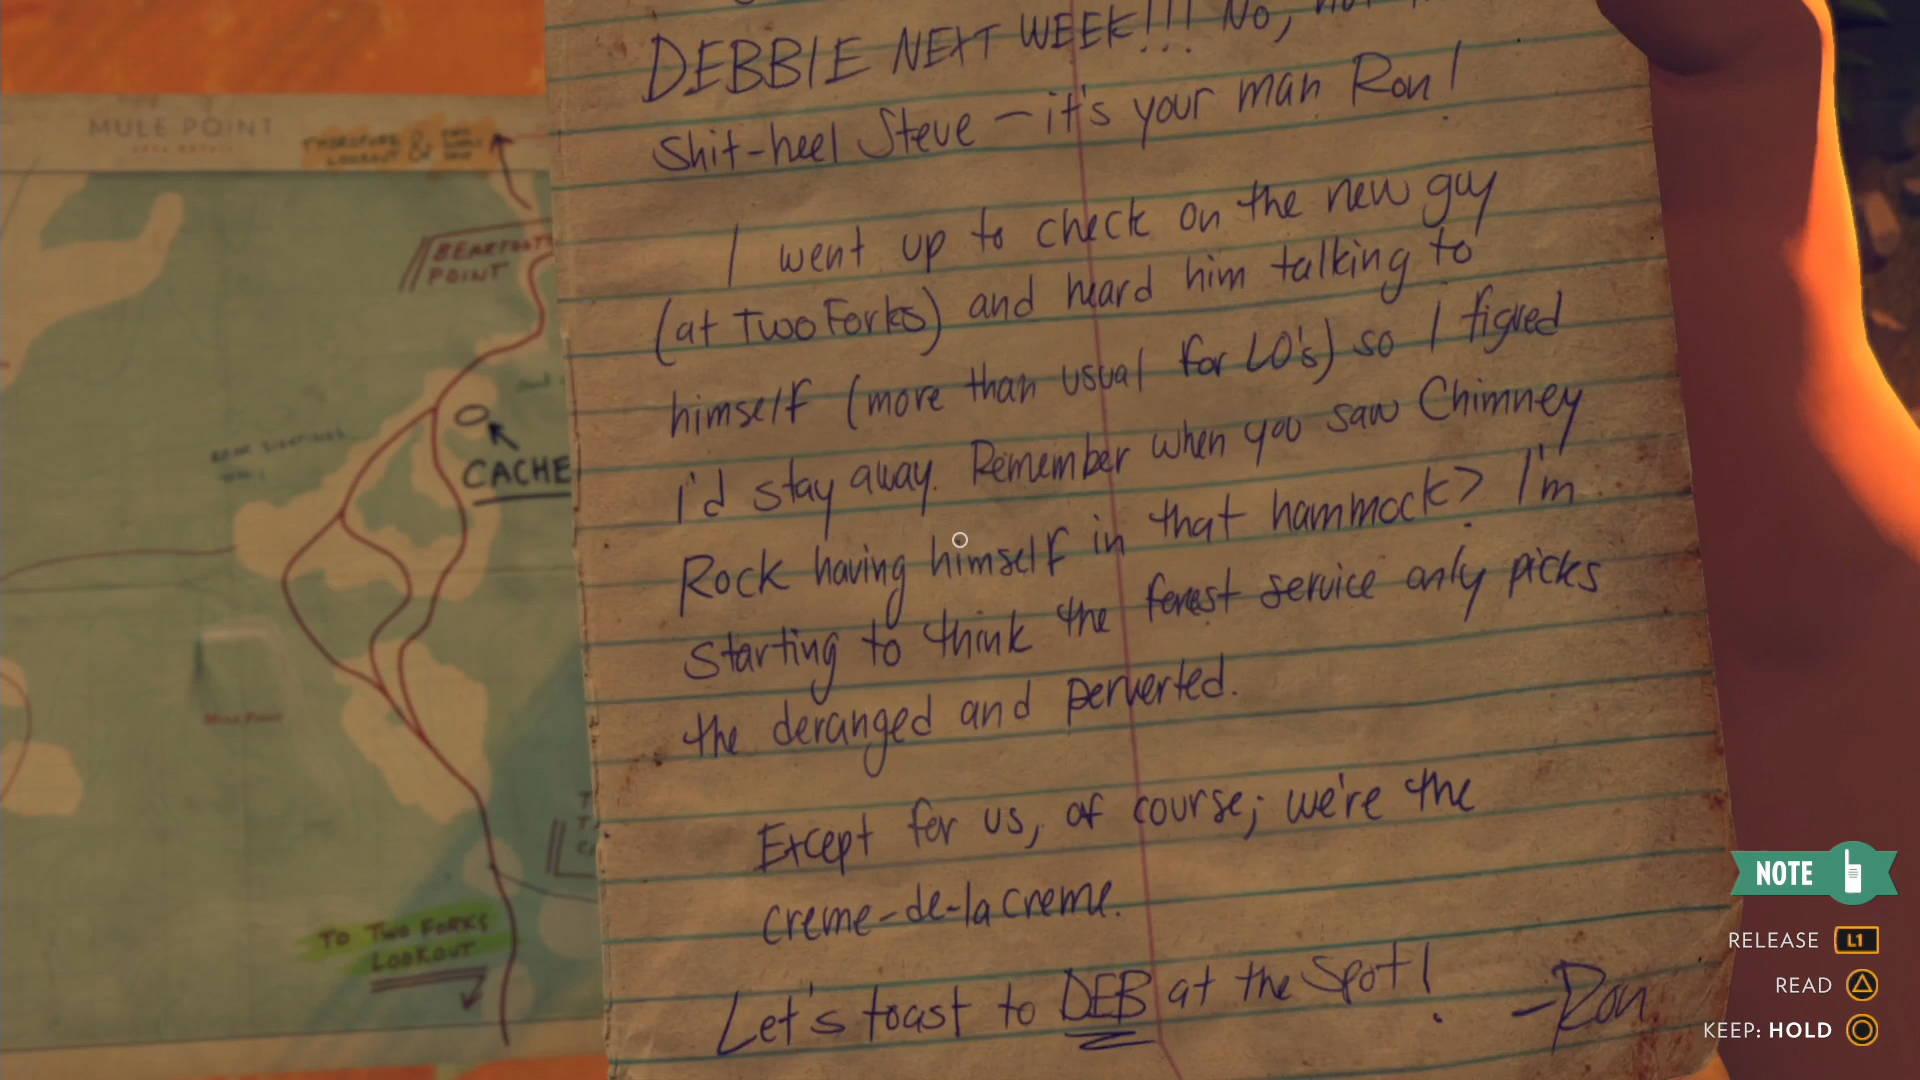 DEBBIE NEXT WEEK!!! No,
Shit-heel Steve - it's your man Ron!
I went up to check on the new guy
(at Two Forks) and heard him talking to
himself (more than usual for LO's) so I figred
i'd stay away. Remember when you saw Chimney
Rock having himself in that hammock? I'm
starting to think the forest service only picks
the deranged and perverted.
Except for us, of course; we're the
creme-de-la creme.
Let's toast to DEB at the Spot!
-Ron
MULE POINT
LOOKOUT &
BEARTOOTH
POINT
CACHE
MULE POINT
TO TWO FORKS
LOOKOUT
NOTE
RELEASE L1
READ
KEEP: HOLD